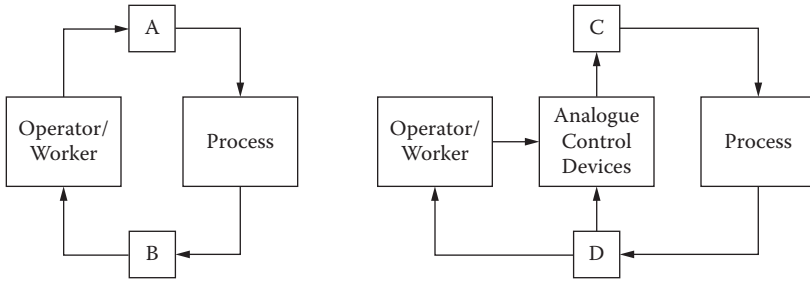 A
Operator/
Worker
Process
B
C
Operator/
Worker
Analogue
Control
Devices
Process
D